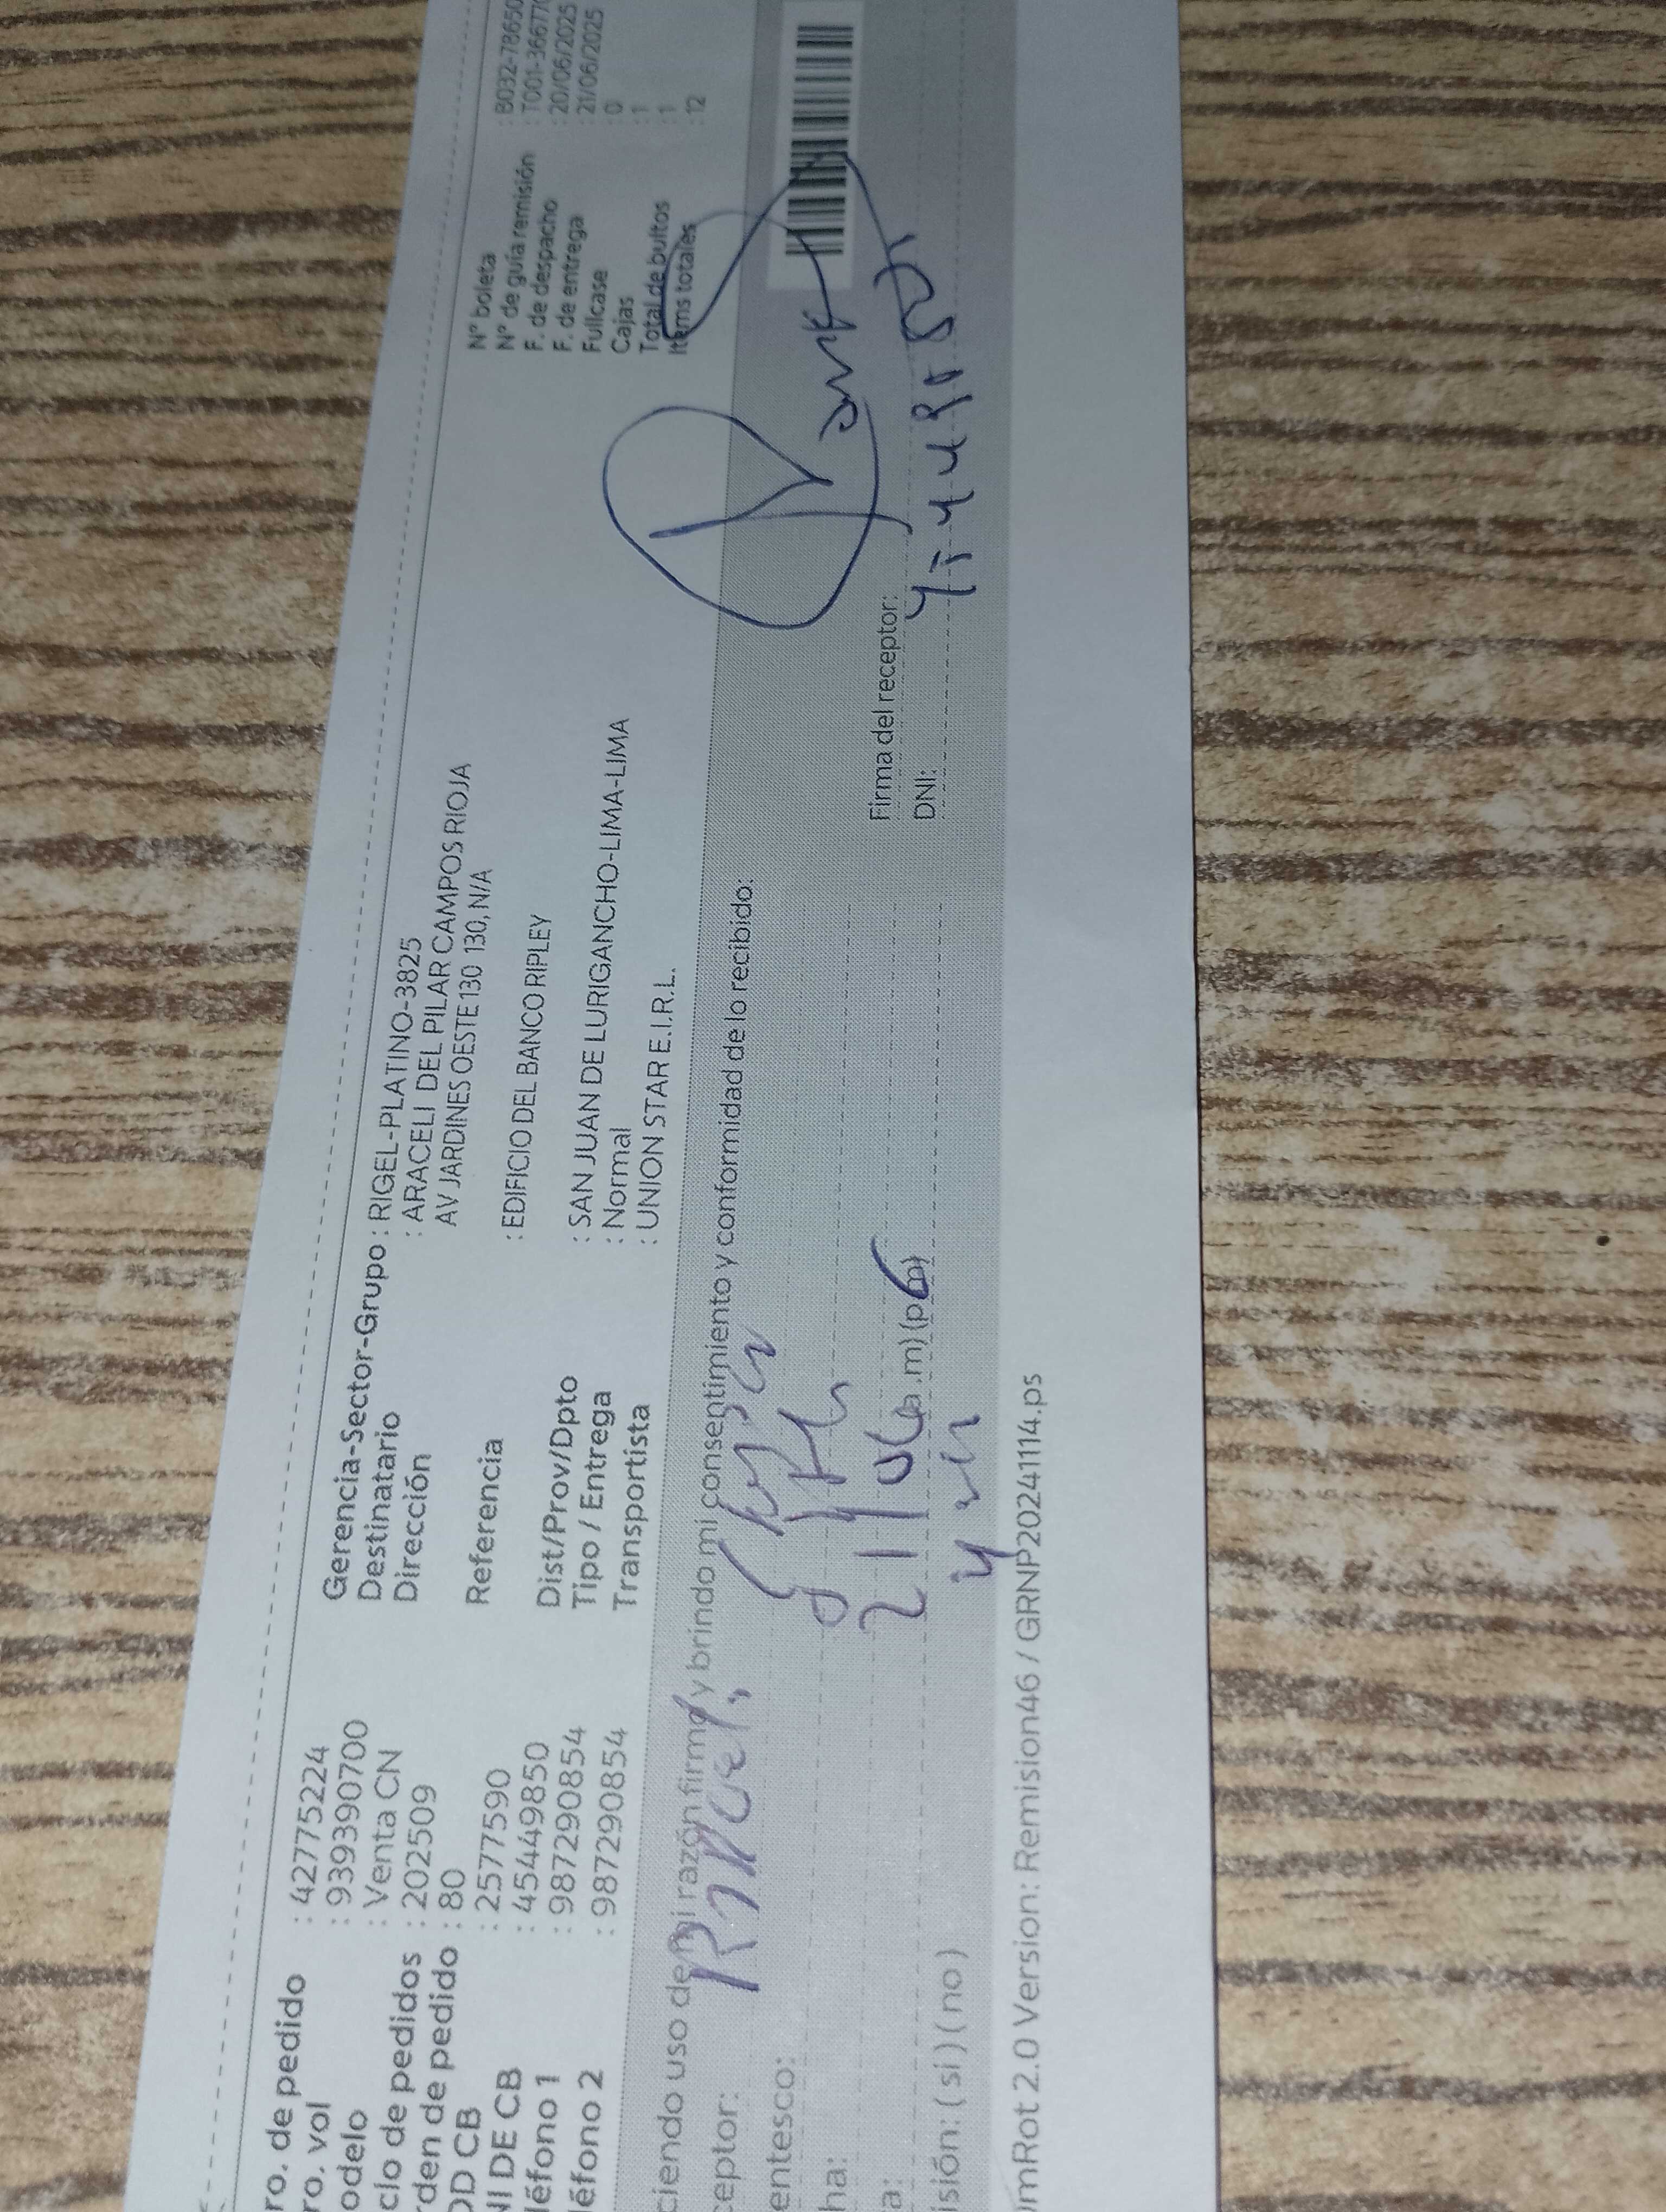 ro. de pedido : 42775224
ro. vol : 939390700
odelo : Venta CN
clo de pedidos : 202509
rden de pedido : 80
OD CB : 2577590
NI DE CB : 45449850
léfono 1 : 987290854
léfono 2 : 987290854
Gerencia-Sector-Grupo : RIGEL-PLATINO-3825
Destinatario : ARACELI DEL PILAR CAMPOS RIOJA
Dirección AV JARDINES OESTE 130 130, N/A
Referencia : EDIFICIO DEL BANCO RIPLEY
Dist/Prov/Dpto : SAN JUAN DE LURIGANCHO-LIMA-LIMA
Tipo / Entrega : Normal
Transportista : UNION STAR E.I.R.L.
N° boleta : B032-78650
N° de guía remisión : T001-366770
F. de despacho : 20/06/2025
F. de entrega : 21/06/2025
Fullcase : 0
Cajas : 1
Total de bultos : 1
Items totales : 12
ciendo uso de mi razón firmo y brindo mi consentimiento y conformidad de lo recibido:
ceptor:
entesco:
ha:
a: (a.m) (p.m)
isión: ( si ) ( no )
Firma del receptor:
DNI:
mRot 2.0 Version: Remision46 / GRNP20241114.ps